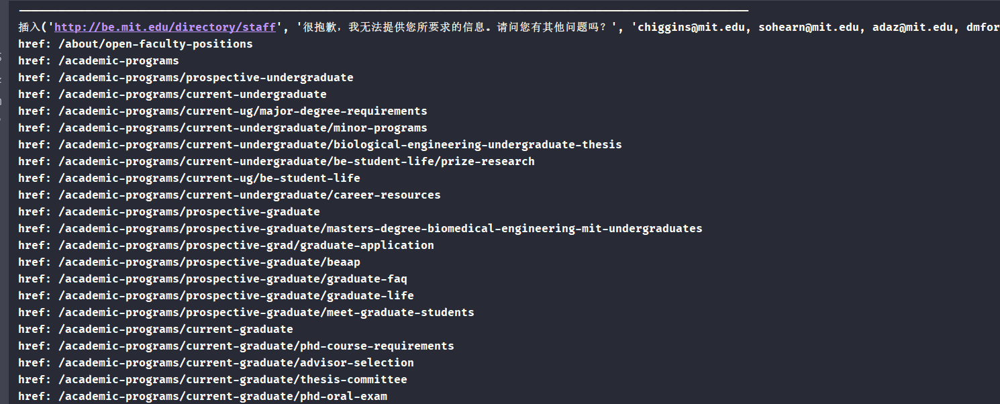 插入('http://be.mit.edu/directory/staff', '很抱歉，我无法提供您所要求的信息。请问您有其他问题吗？', 'chiggins@mit.edu, sohearn@mit.edu, adaz@mit.edu, dmfor
href: /about/open-faculty-positions
href: /academic-programs
href: /academic-programs/prospective-undergraduate
href: /academic-programs/current-undergraduate
href: /academic-programs/current-ug/major-degree-requirements
href: /academic-programs/current-undergraduate/minor-programs
href: /academic-programs/current-undergraduate/biological-engineering-undergraduate-thesis
href: /academic-programs/current-undergraduate/be-student-life/prize-research
href: /academic-programs/current-ug/be-student-life
href: /academic-programs/current-undergraduate/career-resources
href: /academic-programs/prospective-graduate
href: /academic-programs/prospective-graduate/masters-degree-biomedical-engineering-mit-undergraduates
href: /academic-programs/prospective-grad/graduate-application
href: /academic-programs/prospective-graduate/beaap
href: /academic-programs/prospective-graduate/graduate-faq
href: /academic-programs/prospective-graduate/graduate-life
href: /academic-programs/prospective-graduate/meet-graduate-students
href: /academic-programs/current-graduate
href: /academic-programs/current-graduate/phd-course-requirements
href: /academic-programs/current-graduate/advisor-selection
href: /academic-programs/current-graduate/thesis-committee
href: /academic-programs/current-graduate/phd-oral-exam